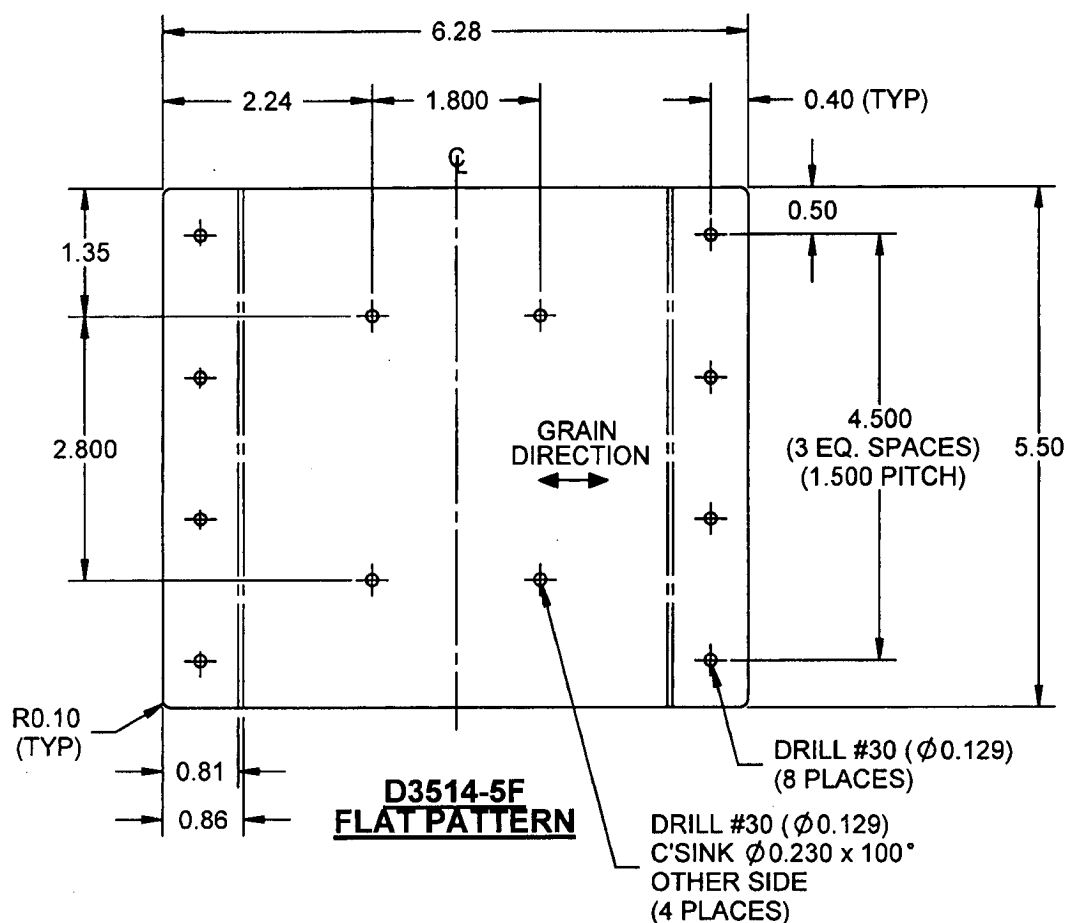 6.28
2.24
1.800
0.40 (TYP)
℄
0.50
1.35
2.800
GRAIN
DIRECTION
4.500
(3 EQ. SPACES)
(1.500 PITCH)
5.50
R0.10
(TYP)
0.81
0.86
D3514-5F
FLAT PATTERN
DRILL #30 (Ø0.129)
(8 PLACES)
DRILL #30 (Ø0.129)
C'SINK Ø0.230 x 100°
OTHER SIDE
(4 PLACES)